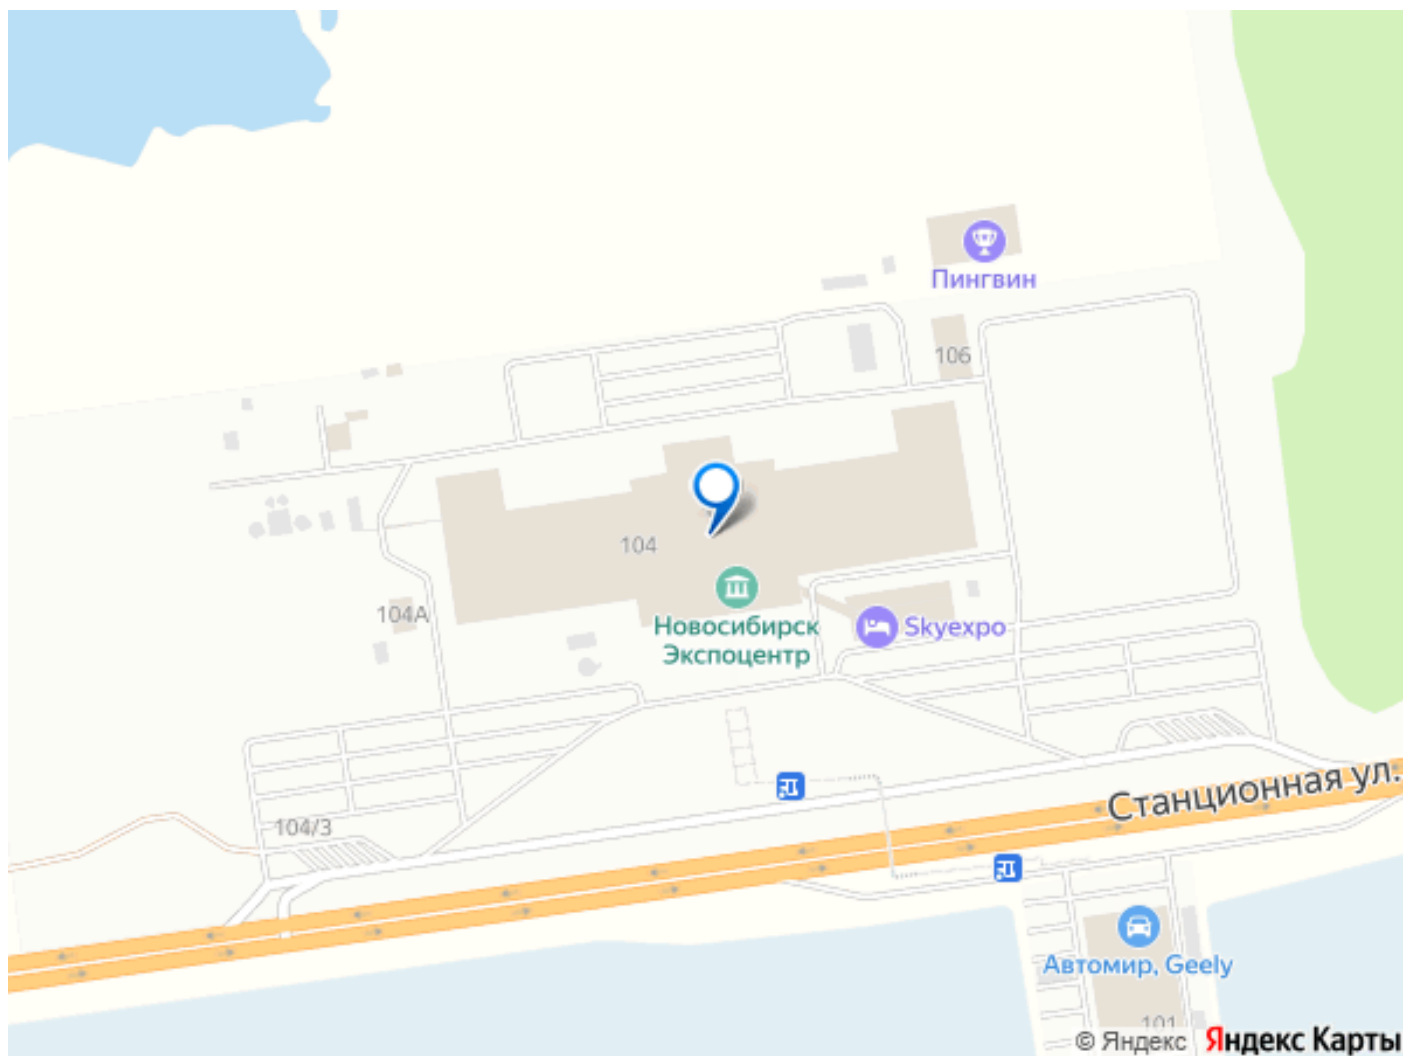 Пингвин
106
104
104А
Новосибирск
Экспоцентр
Skyexpo
Станционная ул.
104/3
Автомир, Geely
101
© Яндекс Яндекс Карты